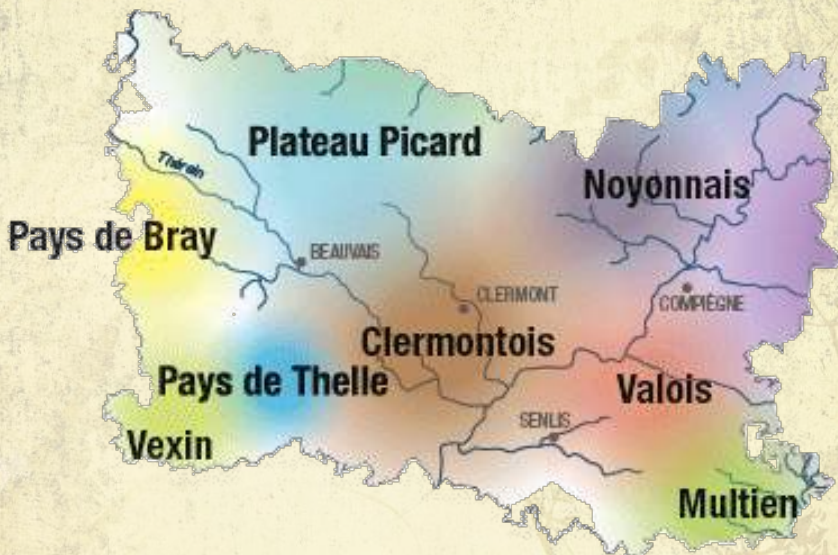 Plateau Picard
Thérain
Noyonnais
Pays de Bray
BEAUVAIS
CLERMONT
COMPIÈGNE
Clermontois
Pays de Thelle
Valois
SENLIS
Vexin
Multien